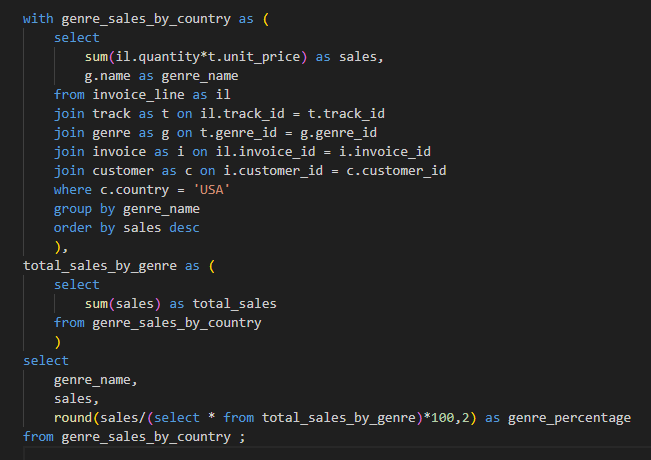 with genre_sales_by_country as (
    select
        sum(il.quantity*t.unit_price) as sales,
        g.name as genre_name
    from invoice_line as il
    join track as t on il.track_id = t.track_id
    join genre as g on t.genre_id = g.genre_id
    join invoice as i on il.invoice_id = i.invoice_id
    join customer as c on i.customer_id = c.customer_id
    where c.country = 'USA'
    group by genre_name
    order by sales desc
    ),
total_sales_by_genre as (
    select
        sum(sales) as total_sales
    from genre_sales_by_country
    )
select
    genre_name,
    sales,
    round(sales/(select * from total_sales_by_genre)*100,2) as genre_percentage
from genre_sales_by_country ;